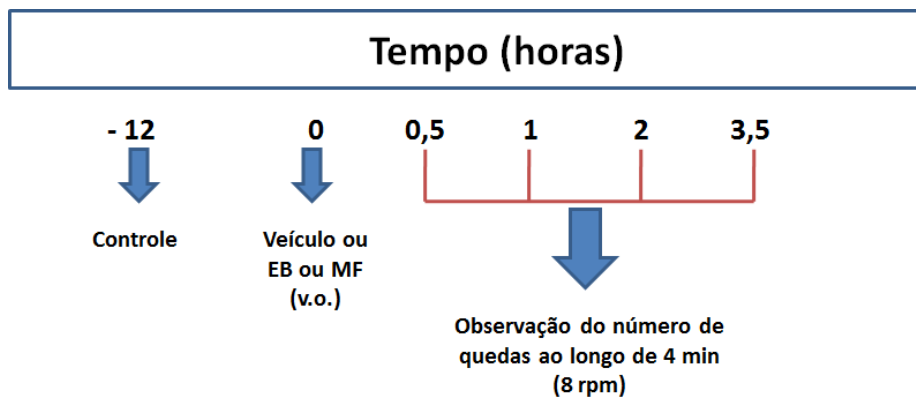 Tempo (horas)
- 12 0 0,5 1 2 3,5
Controle
Veículo ou
EB ou MF
(v.o.)
Observação do número de
quedas ao longo de 4 min
(8 rpm)